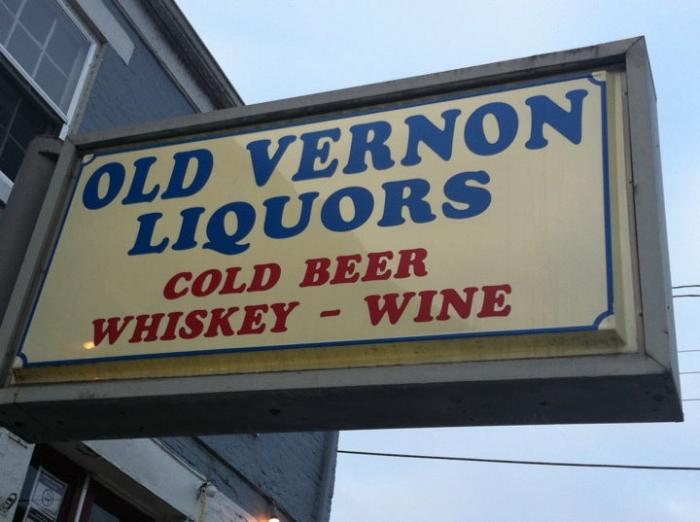 OLD VERNON
LIQUORS
COLD BEER
WHISKEY - WINE